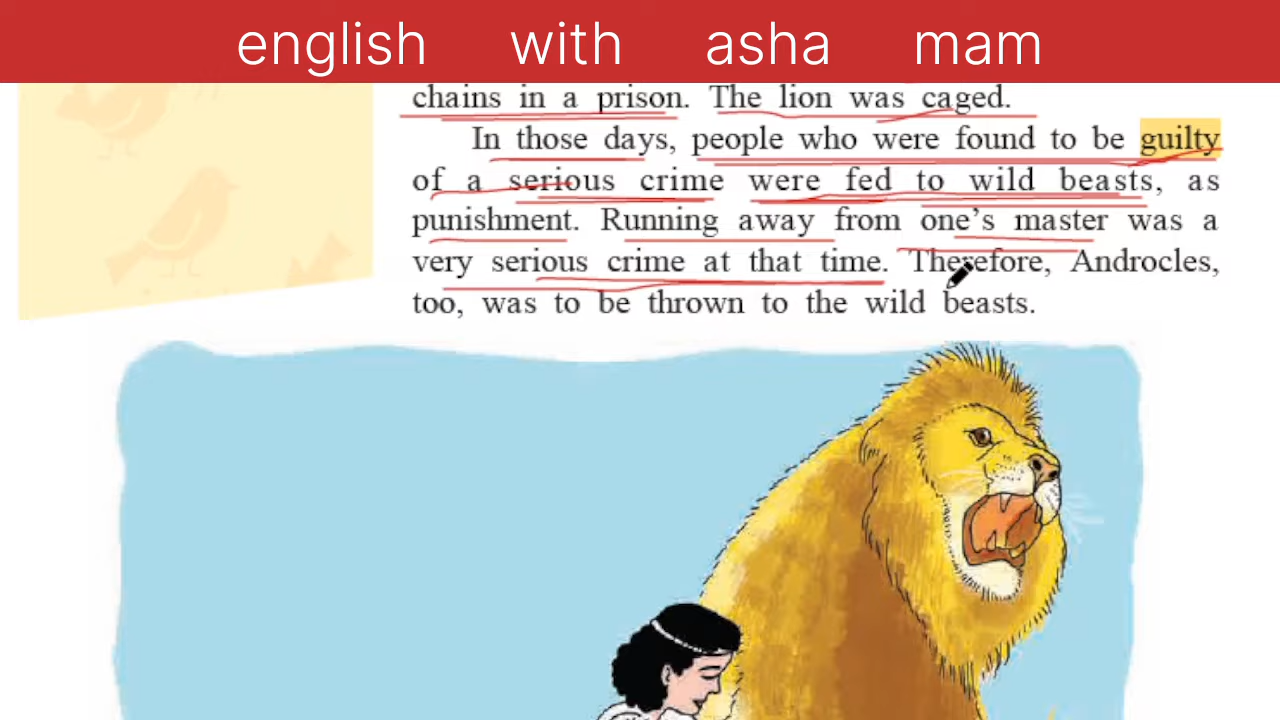 english with asha mam
chains in a prison. The lion was caged.
In those days, people who were found to be guilty
of a serious crime were fed to wild beasts, as
punishment. Running away from one's master was a
very serious crime at that time. Therefore, Androcles,
too, was to be thrown to the wild beasts.